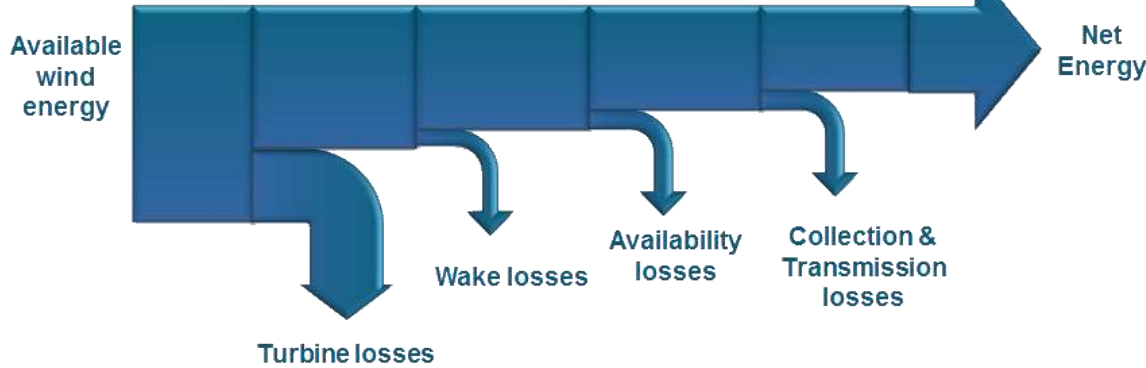 Available
wind
energy
Net
Energy
Turbine losses
Wake losses
Availability
losses
Collection &
Transmission
losses